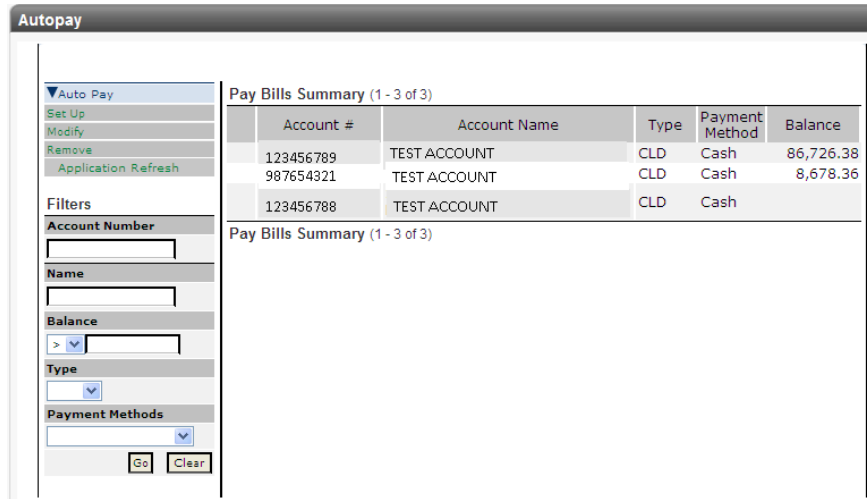 Autopay
▼Auto Pay
Set Up
Modify
Remove
Application Refresh
Filters
Account Number
Name
Balance
>
Type
Payment Methods
Go Clear
Pay Bills Summary (1 - 3 of 3)
Account # Account Name Type Payment Method Balance
123456789 TEST ACCOUNT CLD Cash 86,726.38
987654321 TEST ACCOUNT CLD Cash 8,678.36
123456788 TEST ACCOUNT CLD Cash
Pay Bills Summary (1 - 3 of 3)